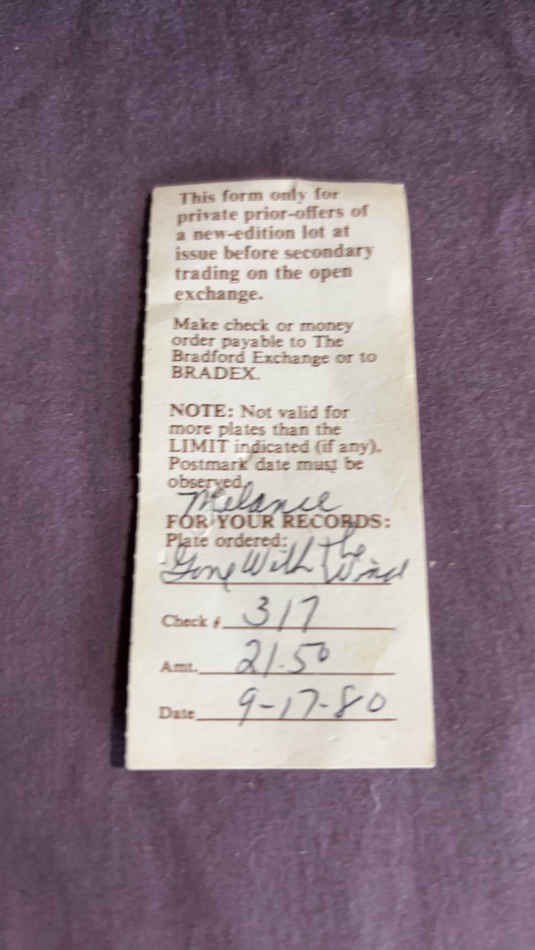 This form only for
private prior-offers of
a new-edition lot at
issue before secondary
trading on the open
exchange.
Make check or money
order payable to The
Bradford Exchange or to
BRADEX.
NOTE: Not valid for
more plates than the
LIMIT indicated (if any).
Postmark date must be
observed.
Melanie
FOR YOUR RECORDS:
Plate ordered:
Gone With the Wind
Check # 317
Amt. 21.50
Date 9-17-80